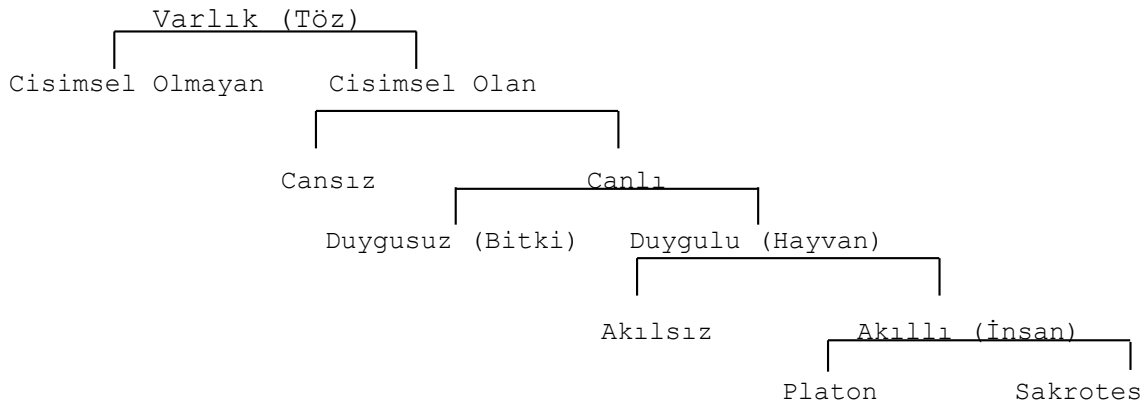 Varlık (Töz)
Cisimsel Olmayan Cisimsel Olan
Cansız Canlı
Duygusuz (Bitki) Duygulu (Hayvan)
Akılsız Akıllı (İnsan)
Platon Sakrotes